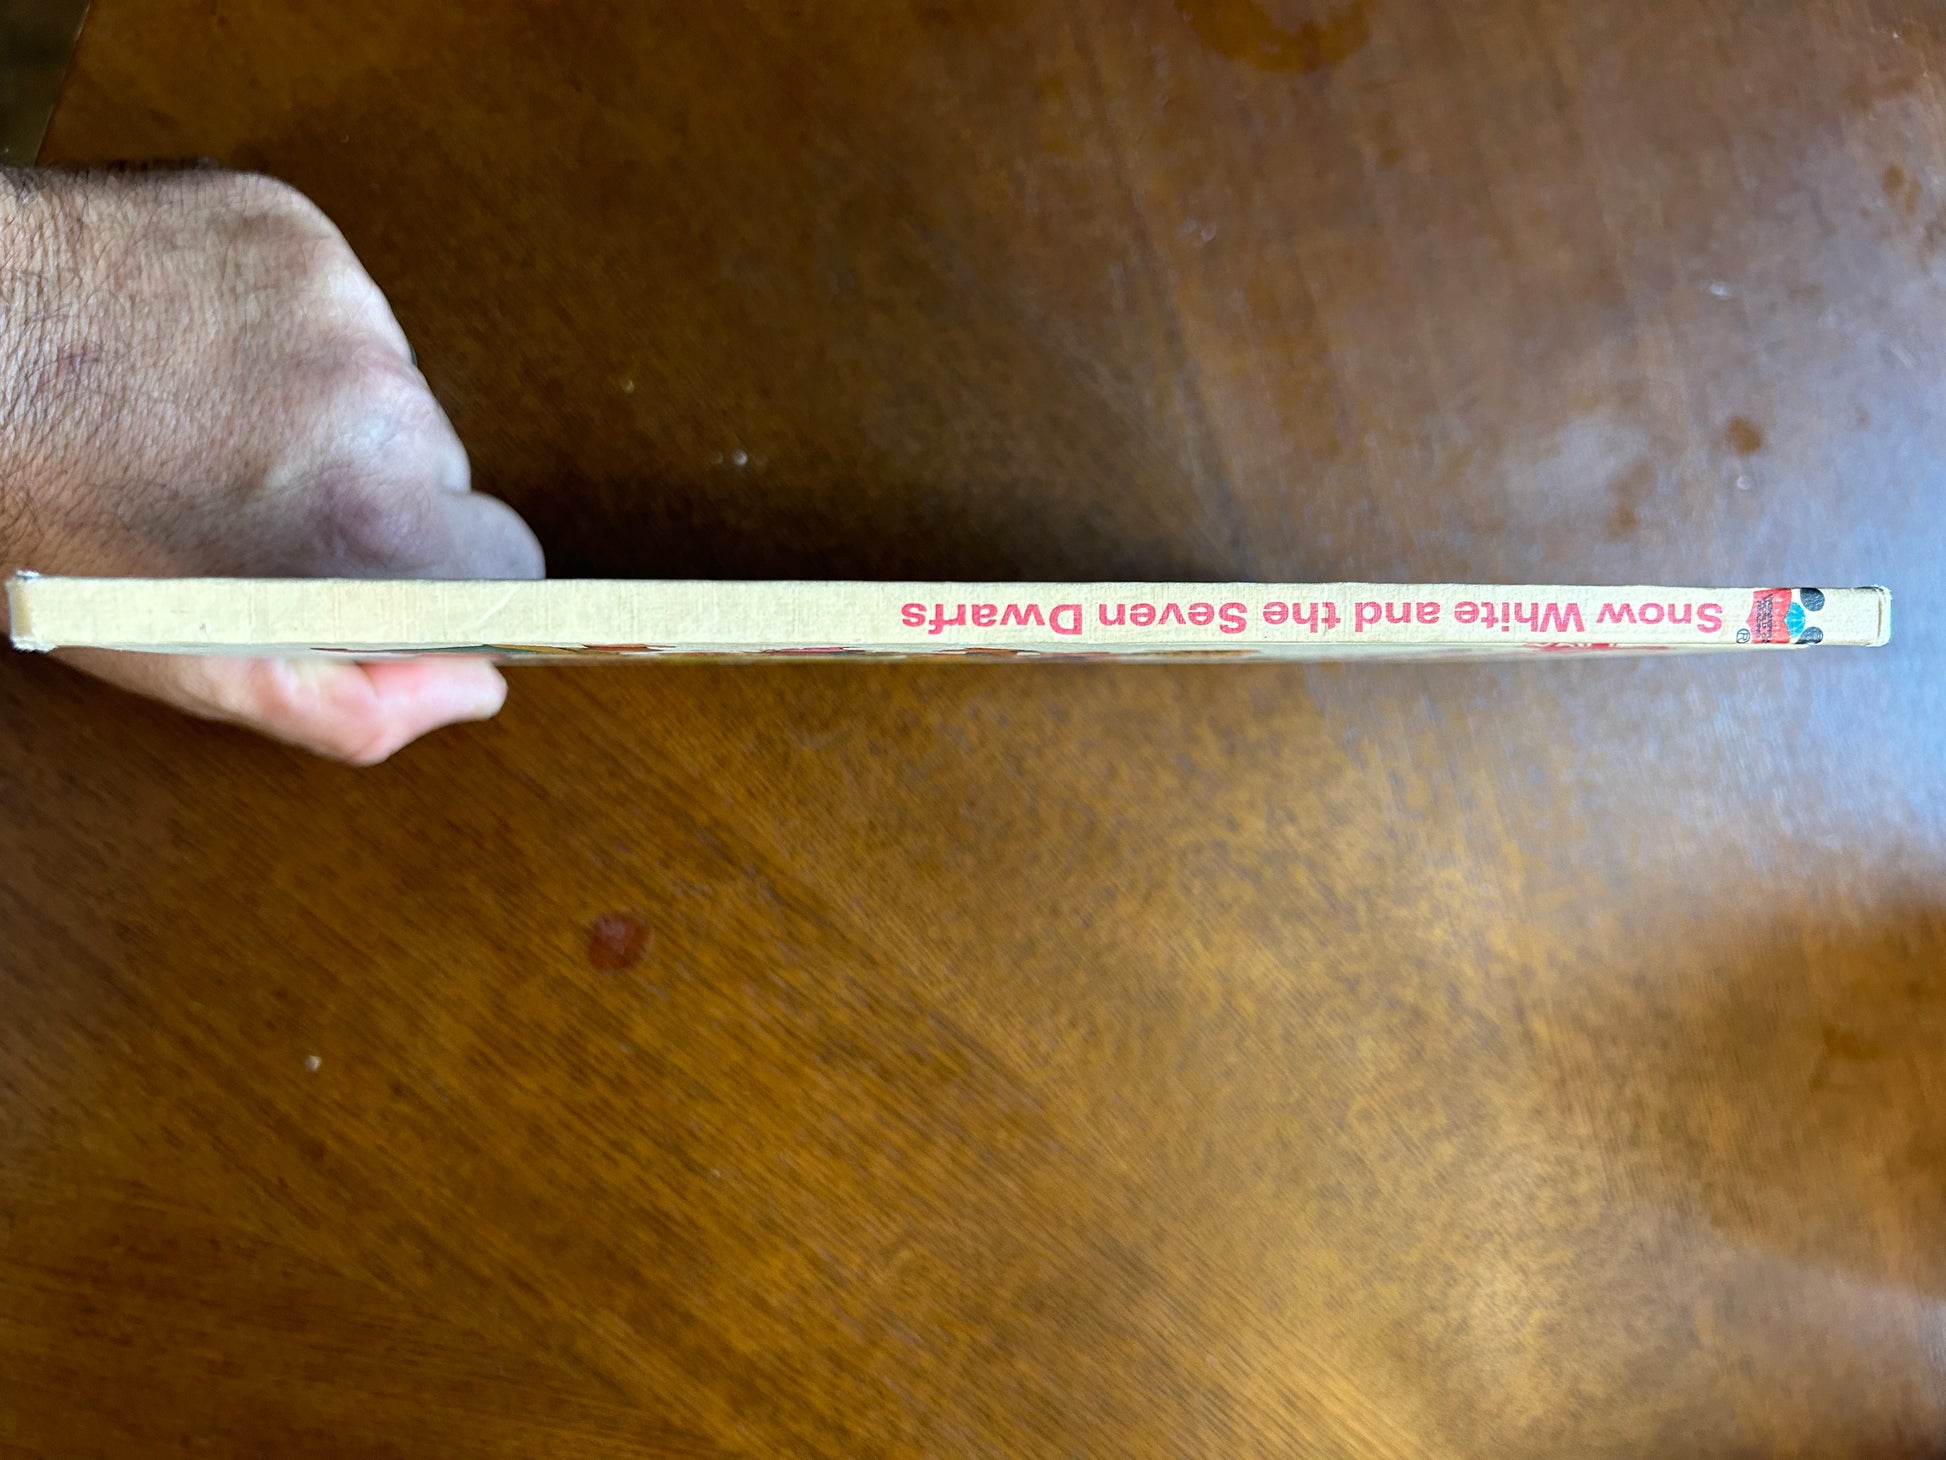 Snow White and the Seven Dwarfs
®